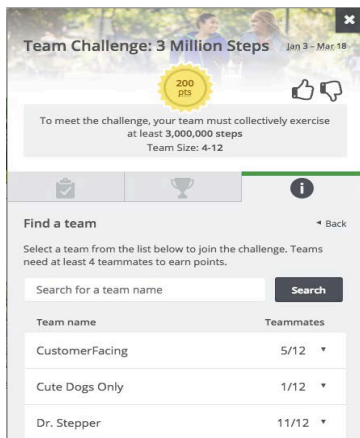 Team Challenge: 3 Million Steps
Jan 3 – Mar 18
200
pts
To meet the challenge, your team must collectively exercise
at least 3,000,000 steps
Team Size: 4-12
Find a team
Back
Select a team from the list below to join the challenge. Teams
need at least 4 teammates to earn points.
Search for a team name
Search
Team name
Teammates
CustomerFacing
5/12
Cute Dogs Only
1/12
Dr. Stepper
11/12